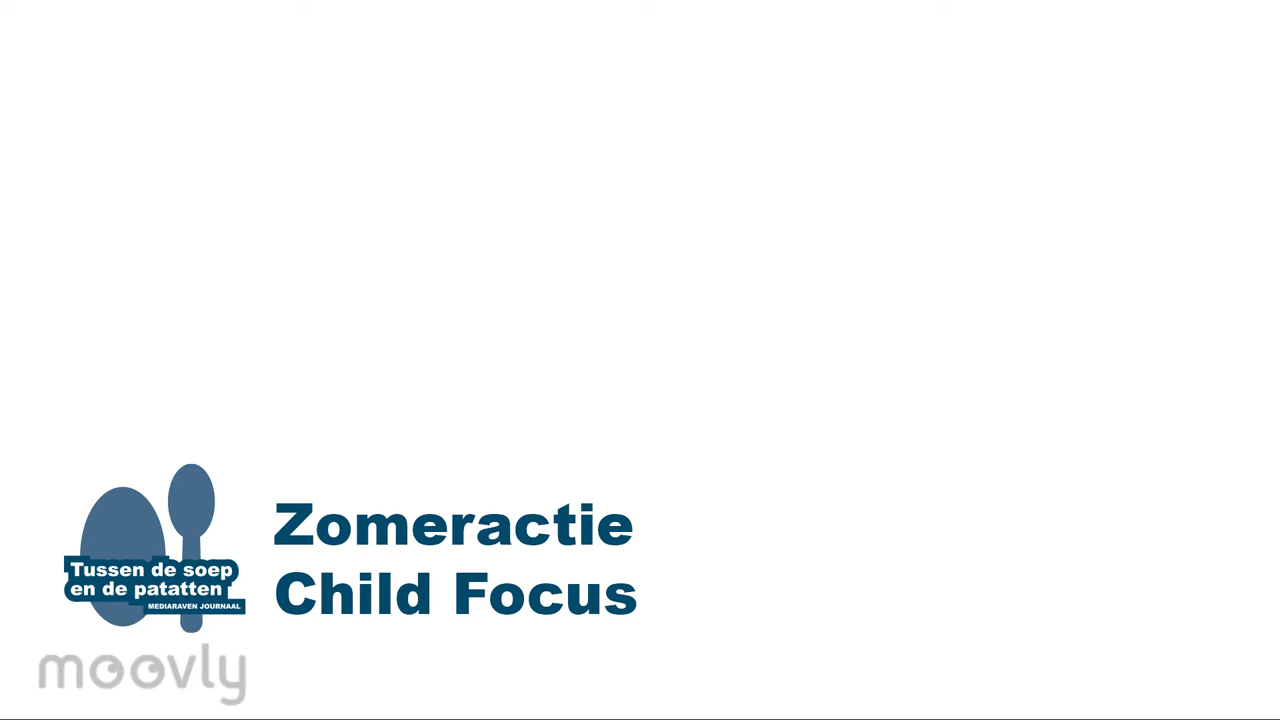 Zomeractie
Child Focus
Tussen de soep
en de patatten
MEDIARAVEN JOURNAAL
moovly